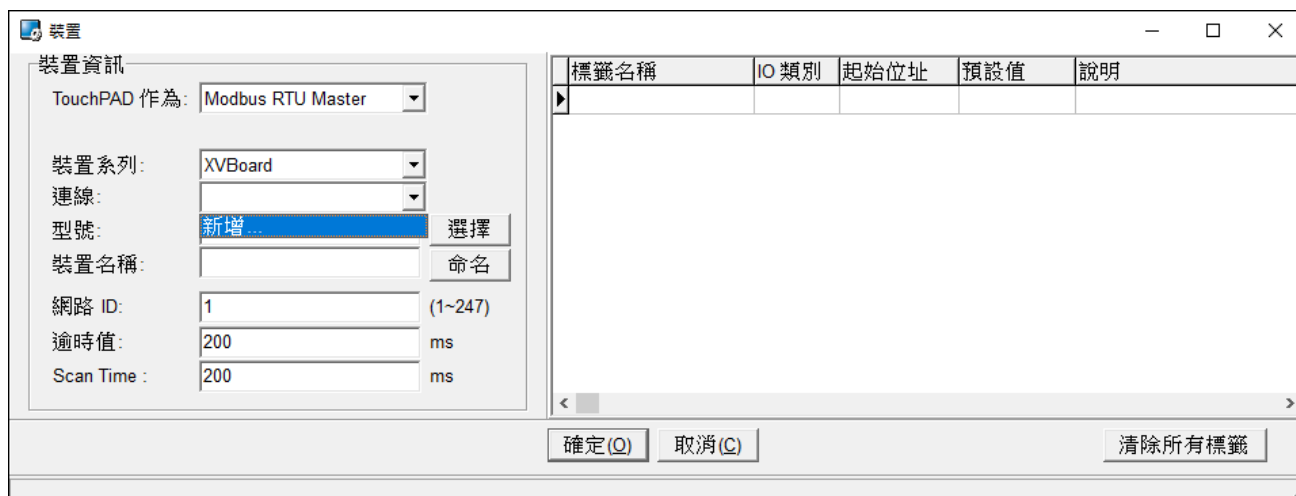 裝置
裝置資訊
TouchPAD 作為: Modbus RTU Master
裝置系列: XVBoard
連線:
新增...
型號: 選擇
裝置名稱: 命名
網路 ID: 1 (1~247)
逾時值: 200 ms
Scan Time : 200 ms
標籤名稱 IO 類別 起始位址 預設值 說明
確定(O) 取消(C) 清除所有標籤